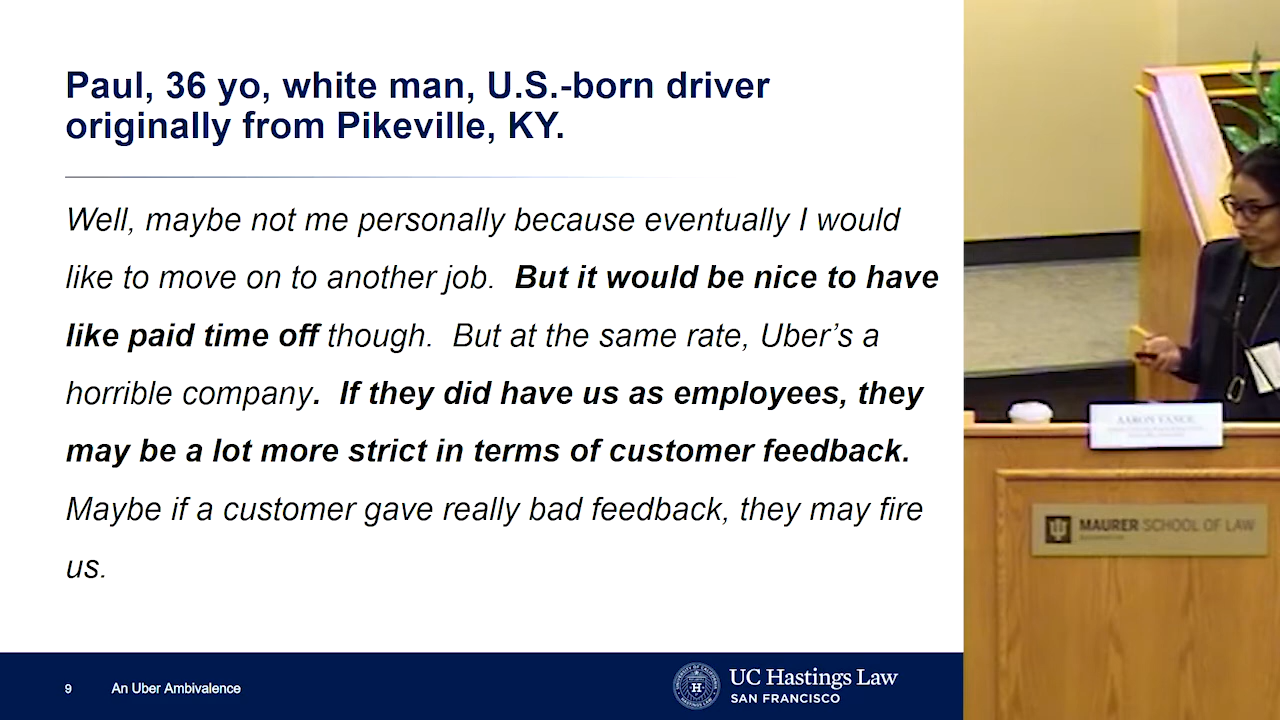 Paul, 36 yo, white man, U.S.-born driver
originally from Pikeville, KY.
Well, maybe not me personally because eventually I would
like to move on to another job. But it would be nice to have
like paid time off though. But at the same rate, Uber’s a
horrible company. If they did have us as employees, they
may be a lot more strict in terms of customer feedback.
Maybe if a customer gave really bad feedback, they may fire
us.
9 An Uber Ambivalence
UC Hastings Law
SAN FRANCISCO
MAURER SCHOOL OF LAW